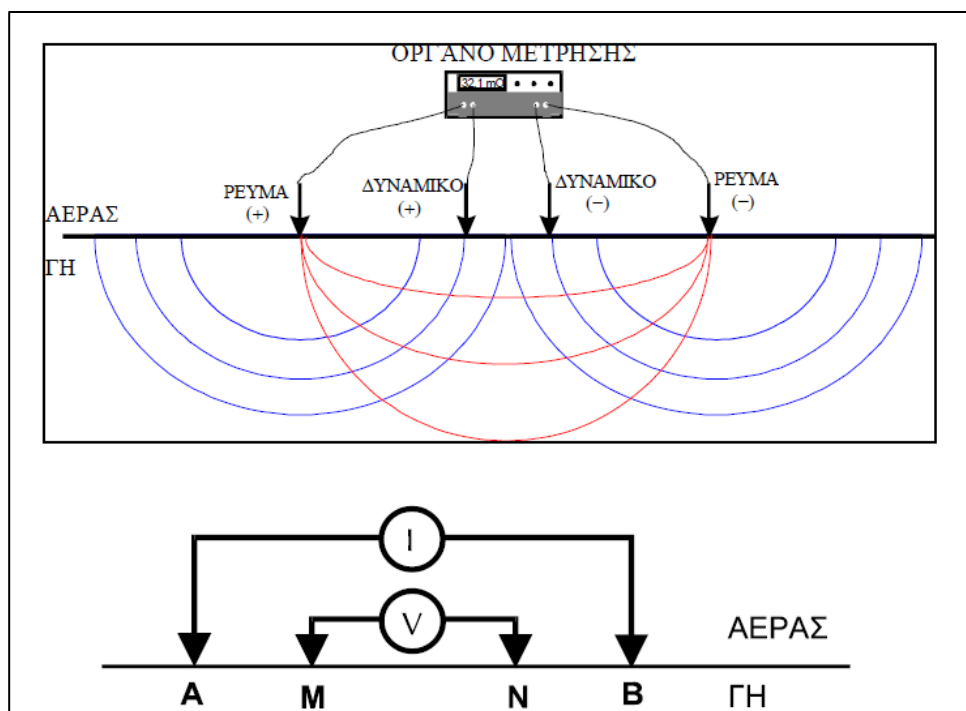 ΟΡΓΑΝΟ ΜΕΤΡΗΣΗΣ
32.1 mΩ
ΡΕΥΜΑ
(+)
ΔΥΝΑΜΙΚΟ
(+)
ΔΥΝΑΜΙΚΟ
(−)
ΡΕΥΜΑ
(−)
ΑΕΡΑΣ
ΓΗ
I
V
ΑΕΡΑΣ
A M N B ΓΗ